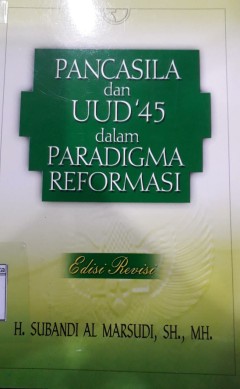 PANCASILA
dan
UUD '45
dalam
PARADIGMA
REFORMASI
Edisi Revisi
H. SUBANDI AL MARSUDI, SH., MH.